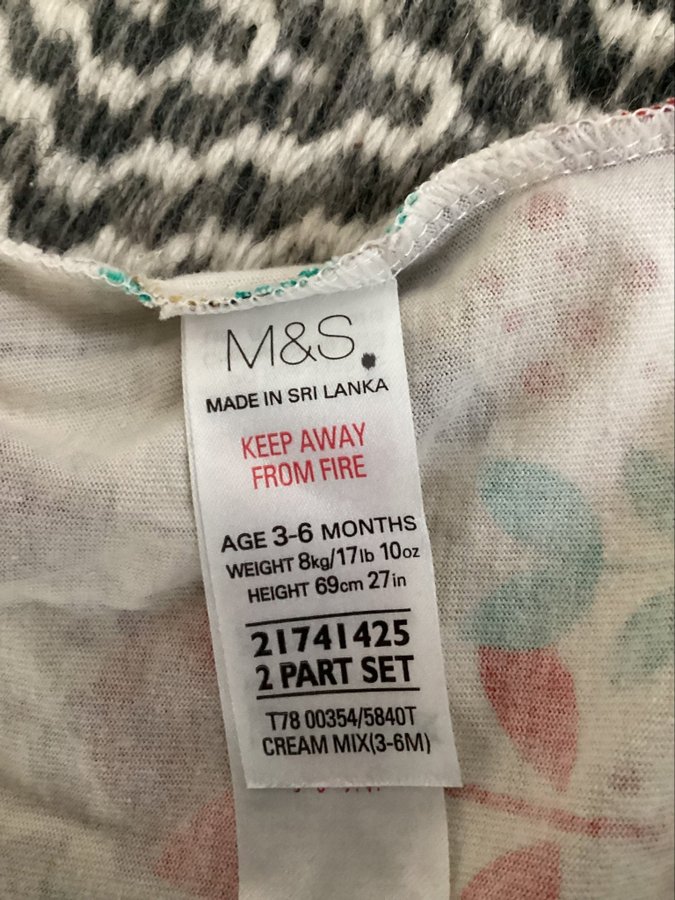 M&S.
MADE IN SRI LANKA
KEEP AWAY
FROM FIRE
AGE 3-6 MONTHS
WEIGHT 8kg/17lb 10oz
HEIGHT 69cm 27in
21741425
2 PART SET
T78 00354/5840T
CREAM MIX(3-6M)